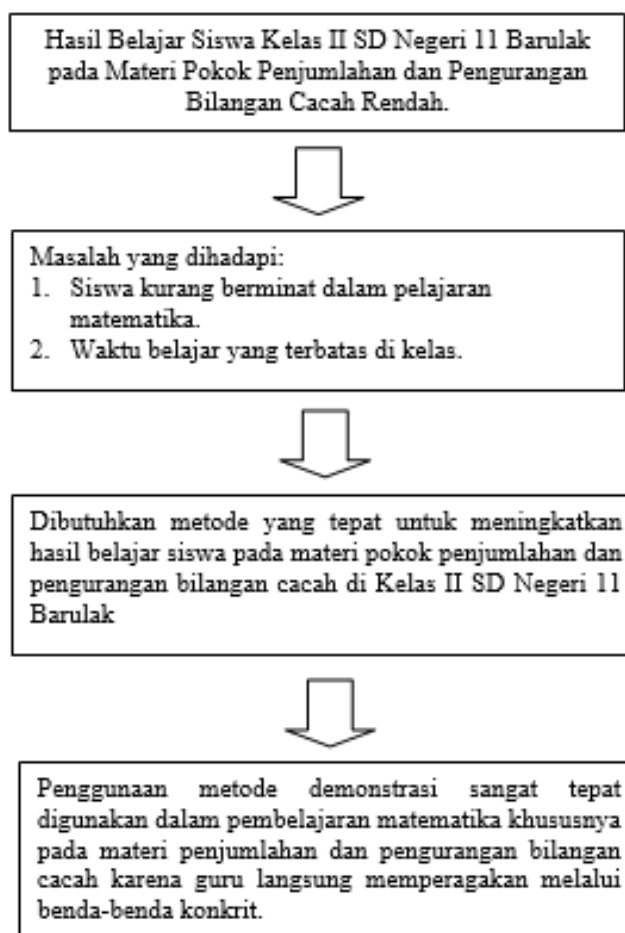 Hasil Belajar Siswa Kelas II SD Negeri 11 Barulak
pada Materi Pokok Penjumlahan dan Pengurangan
Bilangan Cacah Rendah.
Masalah yang dihadapi:
1. Siswa kurang berminat dalam pelajaran
matematika.
2. Waktu belajar yang terbatas di kelas.
Dibutuhkan metode yang tepat untuk meningkatkan
hasil belajar siswa pada materi pokok penjumlahan dan
pengurangan bilangan cacah di Kelas II SD Negeri 11
Barulak
Penggunaan metode demonstrasi sangat tepat
digunakan dalam pembelajaran matematika khususnya
pada materi penjumlahan dan pengurangan bilangan
cacah karena guru langsung memperagakan melalui
benda-benda konkrit.